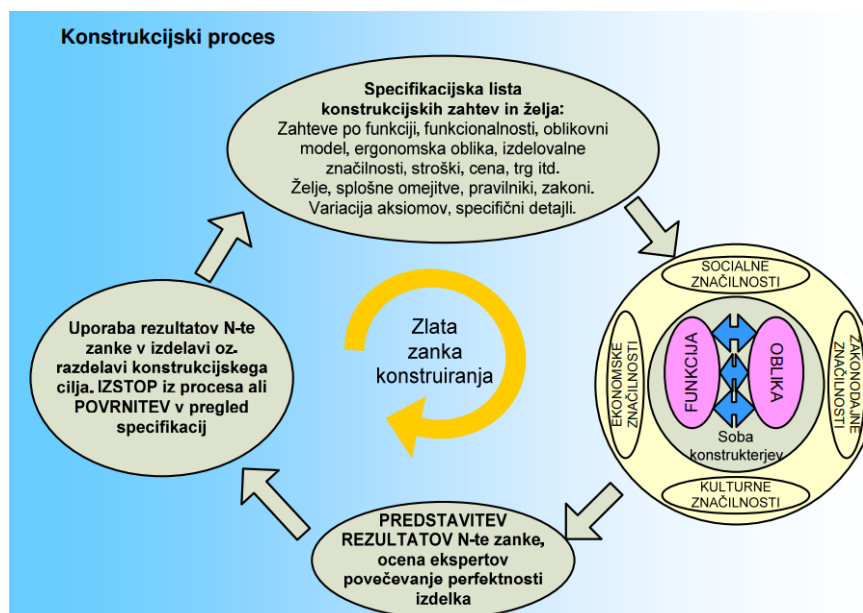 Konstrukcijski proces
Specifikacijska lista
konstrukcijskih zahtev in želja:
Zahteve po funkciji, funkcionalnosti, oblikovni
model, ergonomska oblika, izdelovalne
značilnosti, stroški, cena, trg itd.
Želje, splošne omejitve, pravilniki, zakoni.
Variacija aksiomov, specifični detajli.
SOCIALNE
ZNAČILNOSTI
EKONOMSKE
ZNAČILNOSTI
FUNKCIJA
OBLIKA
ZAKONODAJNE
ZNAČILNOSTI
Soba
konstrukterjev
KULTURNE
ZNAČILNOSTI
Zlata
zanka
konstruiranja
Uporaba rezultatov N-te
zanke v izdelavi oz.
razdelavi konstrukcijskega
cilja. IZSTOP iz procesa ali
POVRNITEV v pregled
specifikacij
PREDSTAVITEV
REZULTATOV N-te zanke,
ocena ekspertov
povečevanje perfektnosti
izdelka